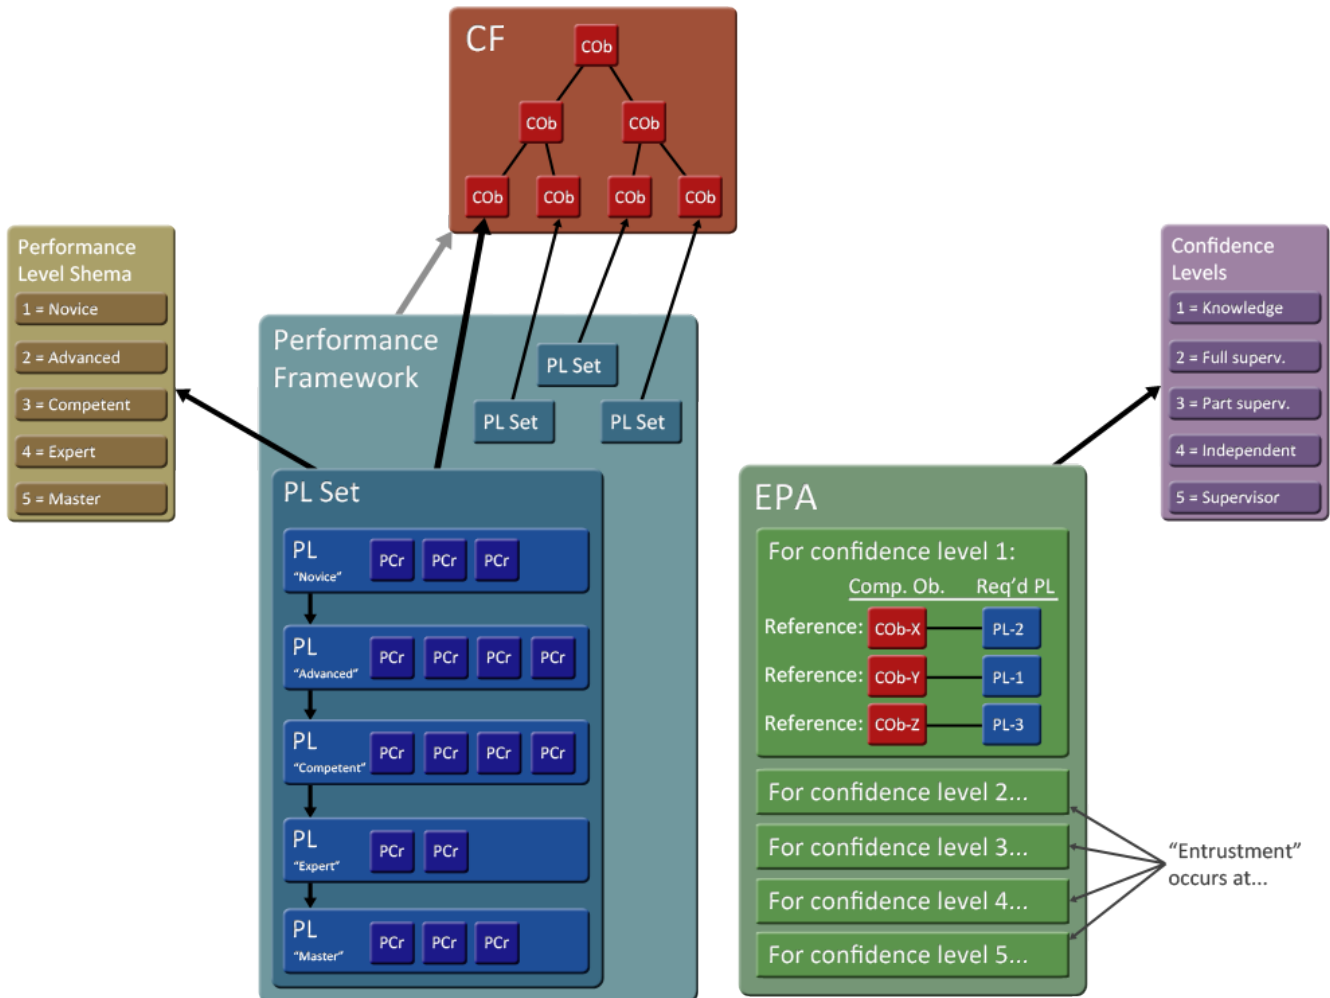 CF
COb
COb
COb
COb
COb
COb
COb
Performance
Level Shema
1 = Novice
2 = Advanced
3 = Competent
4 = Expert
5 = Master
Performance
Framework
PL Set
PL Set
PL Set
PL Set
PL
"Novice"
PCr
PCr
PCr
PL
"Advanced"
PCr
PCr
PCr
PCr
PL
"Competent"
PCr
PCr
PCr
PCr
PL
"Expert"
PCr
PCr
PL
"Master"
PCr
PCr
PCr
Confidence
Levels
1 = Knowledge
2 = Full superv.
3 = Part superv.
4 = Independent
5 = Supervisor
EPA
For confidence level 1:
Comp. Ob. Req'd PL
Reference: COb-X PL-2
Reference: COb-Y PL-1
Reference: COb-Z PL-3
For confidence level 2...
For confidence level 3...
For confidence level 4...
For confidence level 5...
“Entrustment”
occurs at...